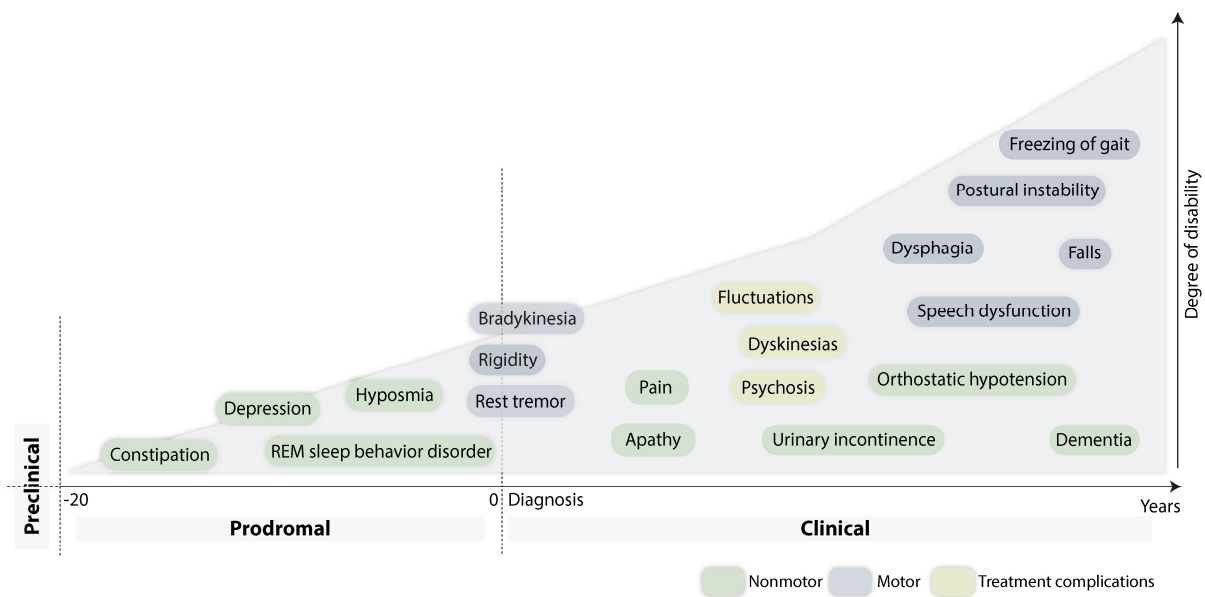 Freezing of gait
Postural instability
Dysphagia
Falls
Fluctuations
Speech dysfunction
Bradykinesia
Dyskinesias
Rigidity
Orthostatic hypotension
Pain
Psychosis
Hyposmia
Rest tremor
Depression
Apathy
Urinary incontinence
Dementia
REM sleep behavior disorder
Constipation
Degree of disability
Preclinical
-20
0
Diagnosis
Years
Prodromal
Clinical
Nonmotor
Motor
Treatment complications